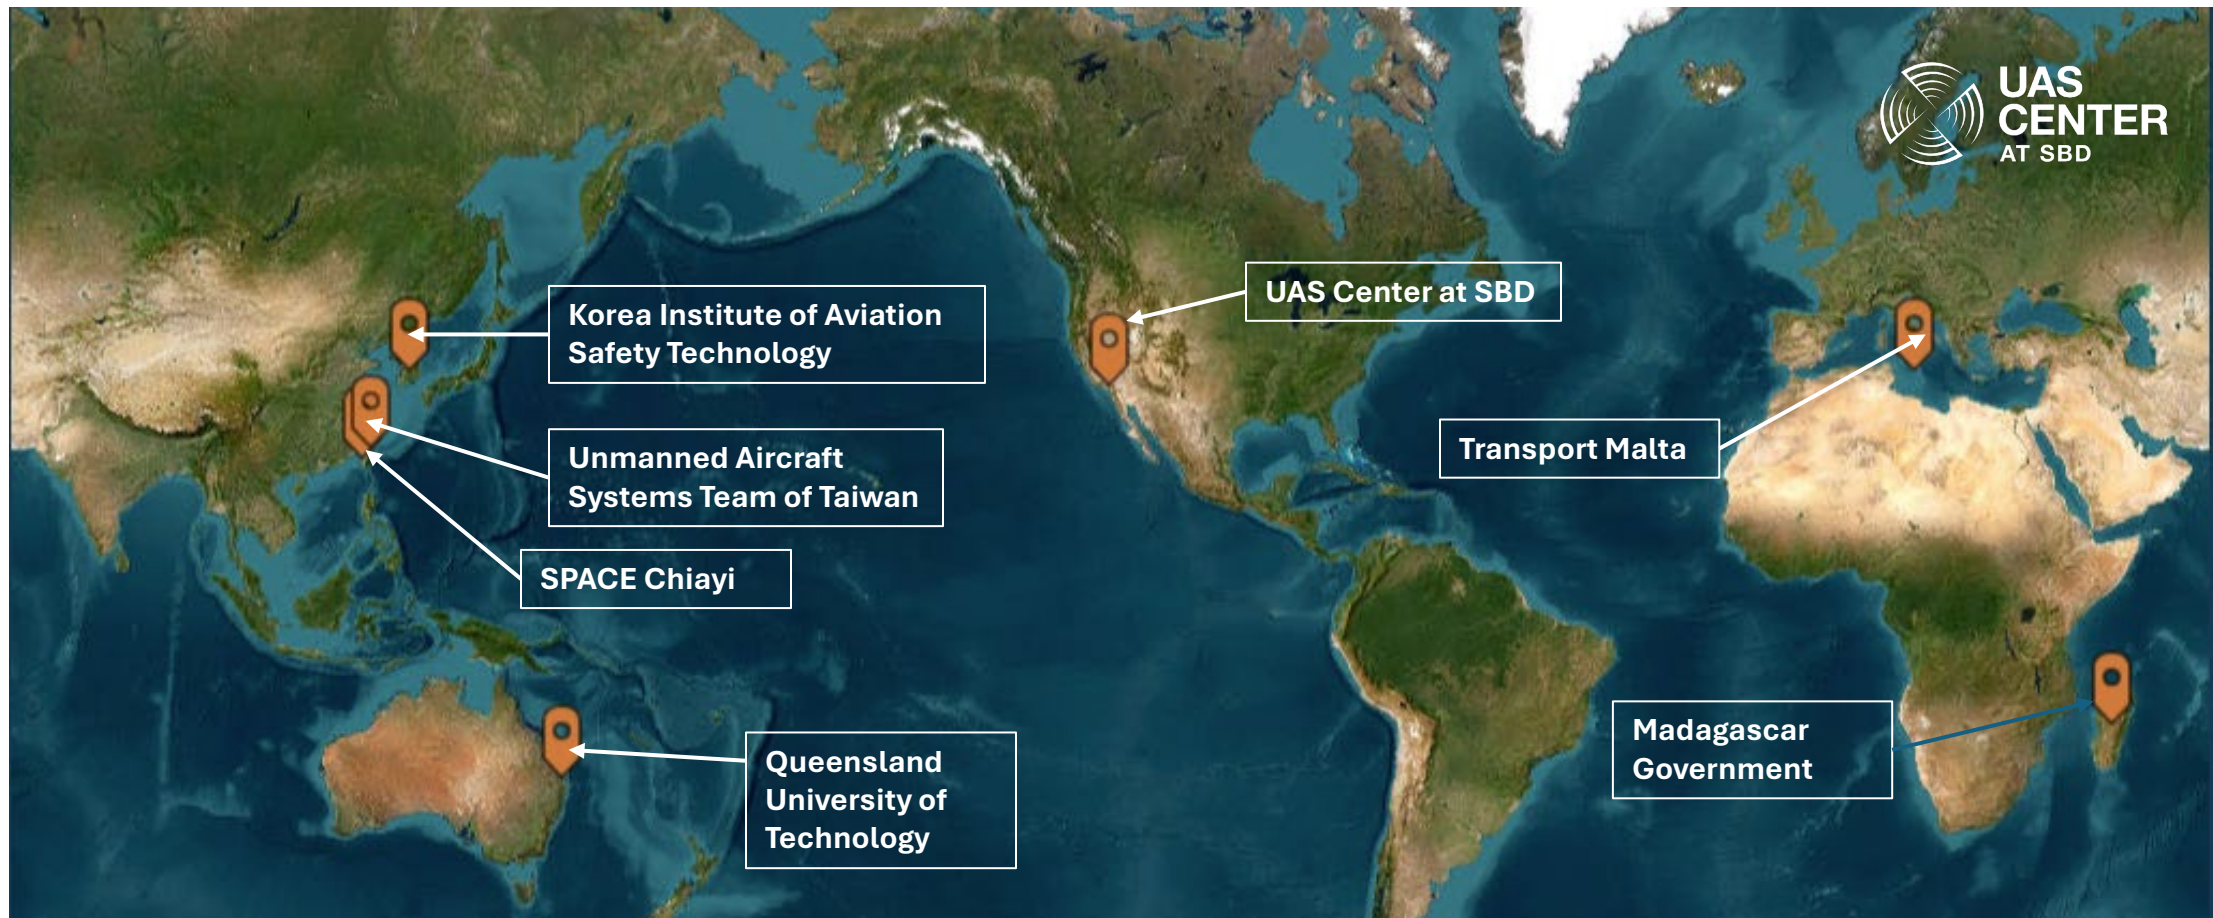 UAS
CENTER
AT SBD
Korea Institute of Aviation
Safety Technology
UAS Center at SBD
Unmanned Aircraft
Systems Team of Taiwan
Transport Malta
SPACE Chiayi
Queensland
University of
Technology
Madagascar
Government